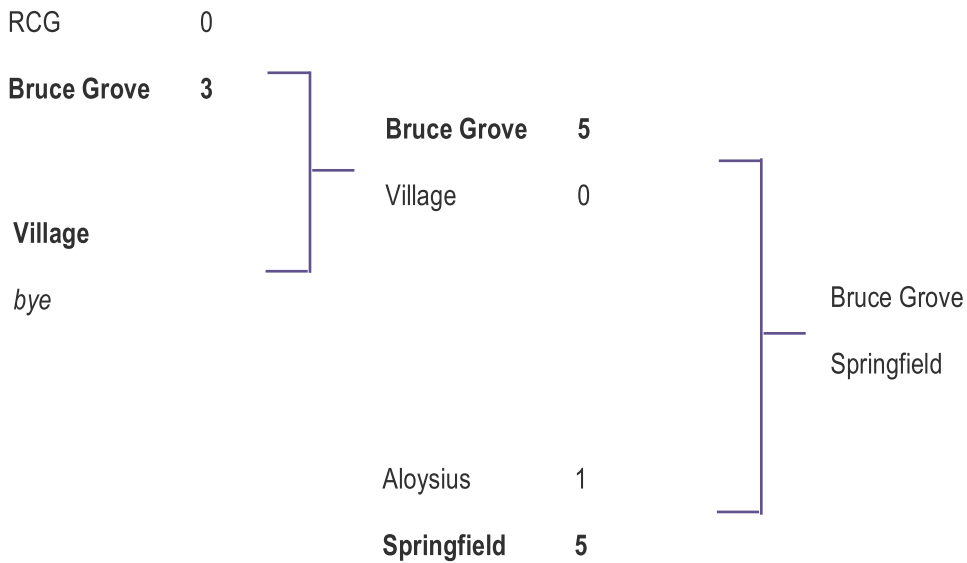 RCG 0
Bruce Grove 3
Village
bye
Bruce Grove 5
Village 0
Aloysius 1
Springfield 5
Bruce Grove
Springfield